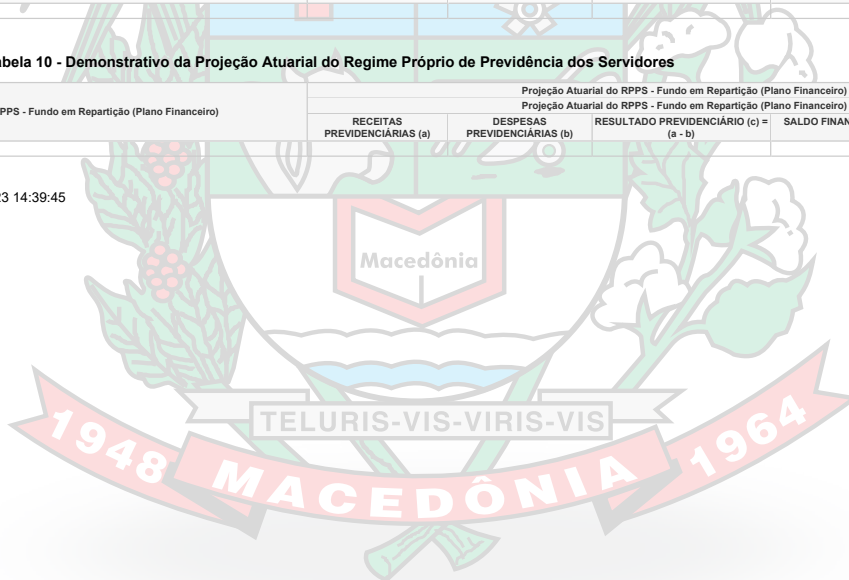 abela 10 - Demonstrativo da Projeção Atuarial do Regime Próprio de Previdência dos Servidores
Projeção Atuarial do RPPS - Fundo em Repartição (Plano Financeiro)
RPPS - Fundo em Repartição (Plano Financeiro)
Projeção Atuarial do RPPS - Fundo em Repartição (Plano Financeiro)
RECEITAS PREVIDENCIÁRIAS (a)
DESPESAS PREVIDENCIÁRIAS (b)
RESULTADO PREVIDENCIÁRIO (c) = (a - b)
SALDO FINAN
23 14:39:45
Macedônia
TELURIS-VIS-VIRIS-VIS
1948 MACEDÔNIA 1964